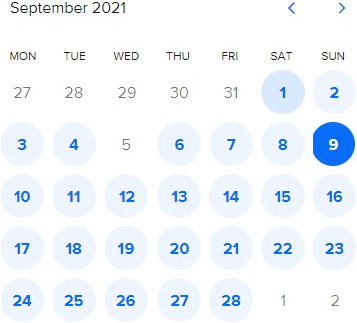 September 2021 < >
MON TUE WED THU FRI SAT SUN
27 28 29 30 31 1 2
3 4 5 6 7 8 9
10 11 12 13 14 15 16
17 18 19 20 21 22 23
24 25 26 27 28 1 2